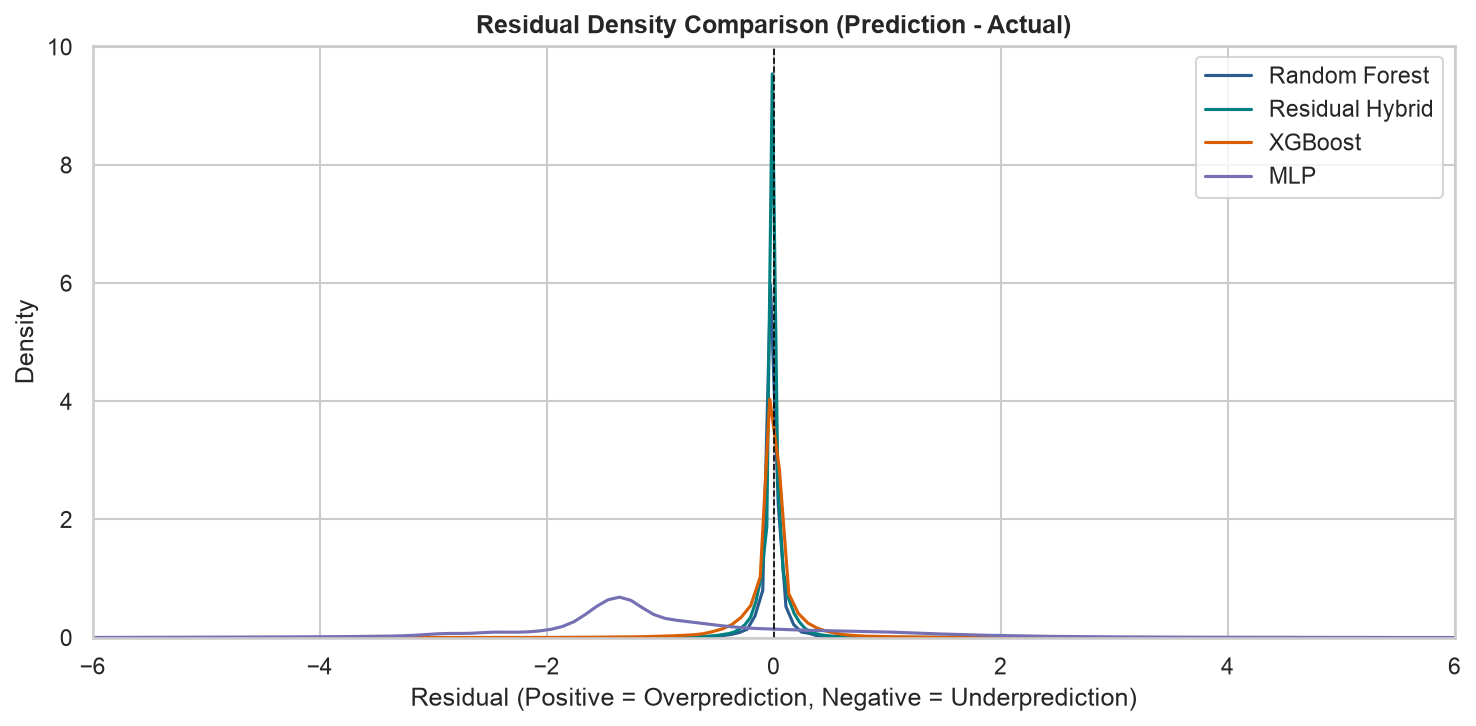 Residual Density Comparison (Prediction - Actual)
10
8
6
4
2
0
Density
Random Forest
Residual Hybrid
XGBoost
MLP
−6
−4
−2
0
2
4
6
Residual (Positive = Overprediction, Negative = Underprediction)